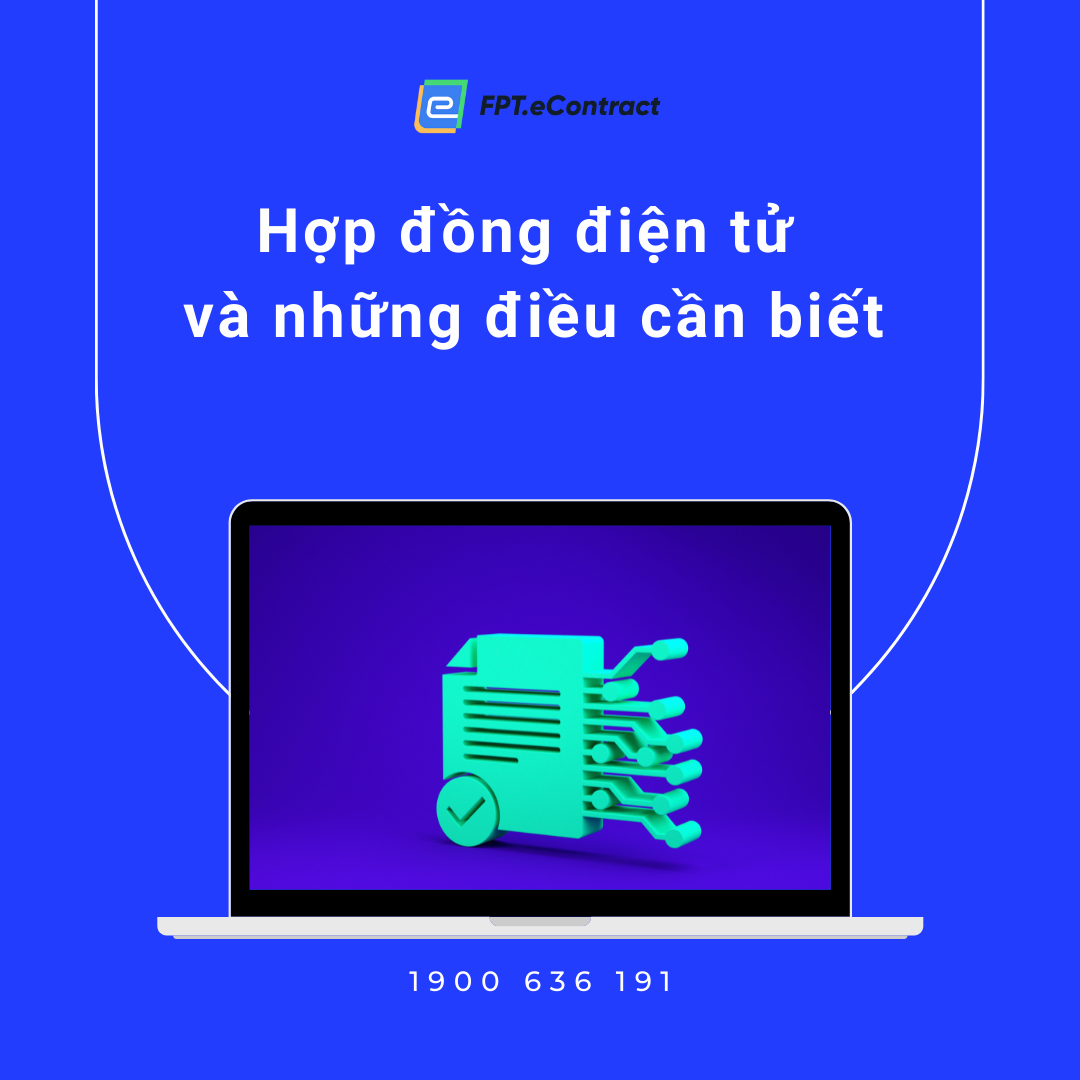 FPT.eContract
Hợp đồng điện tử
và những điều cần biết
1900 636 191